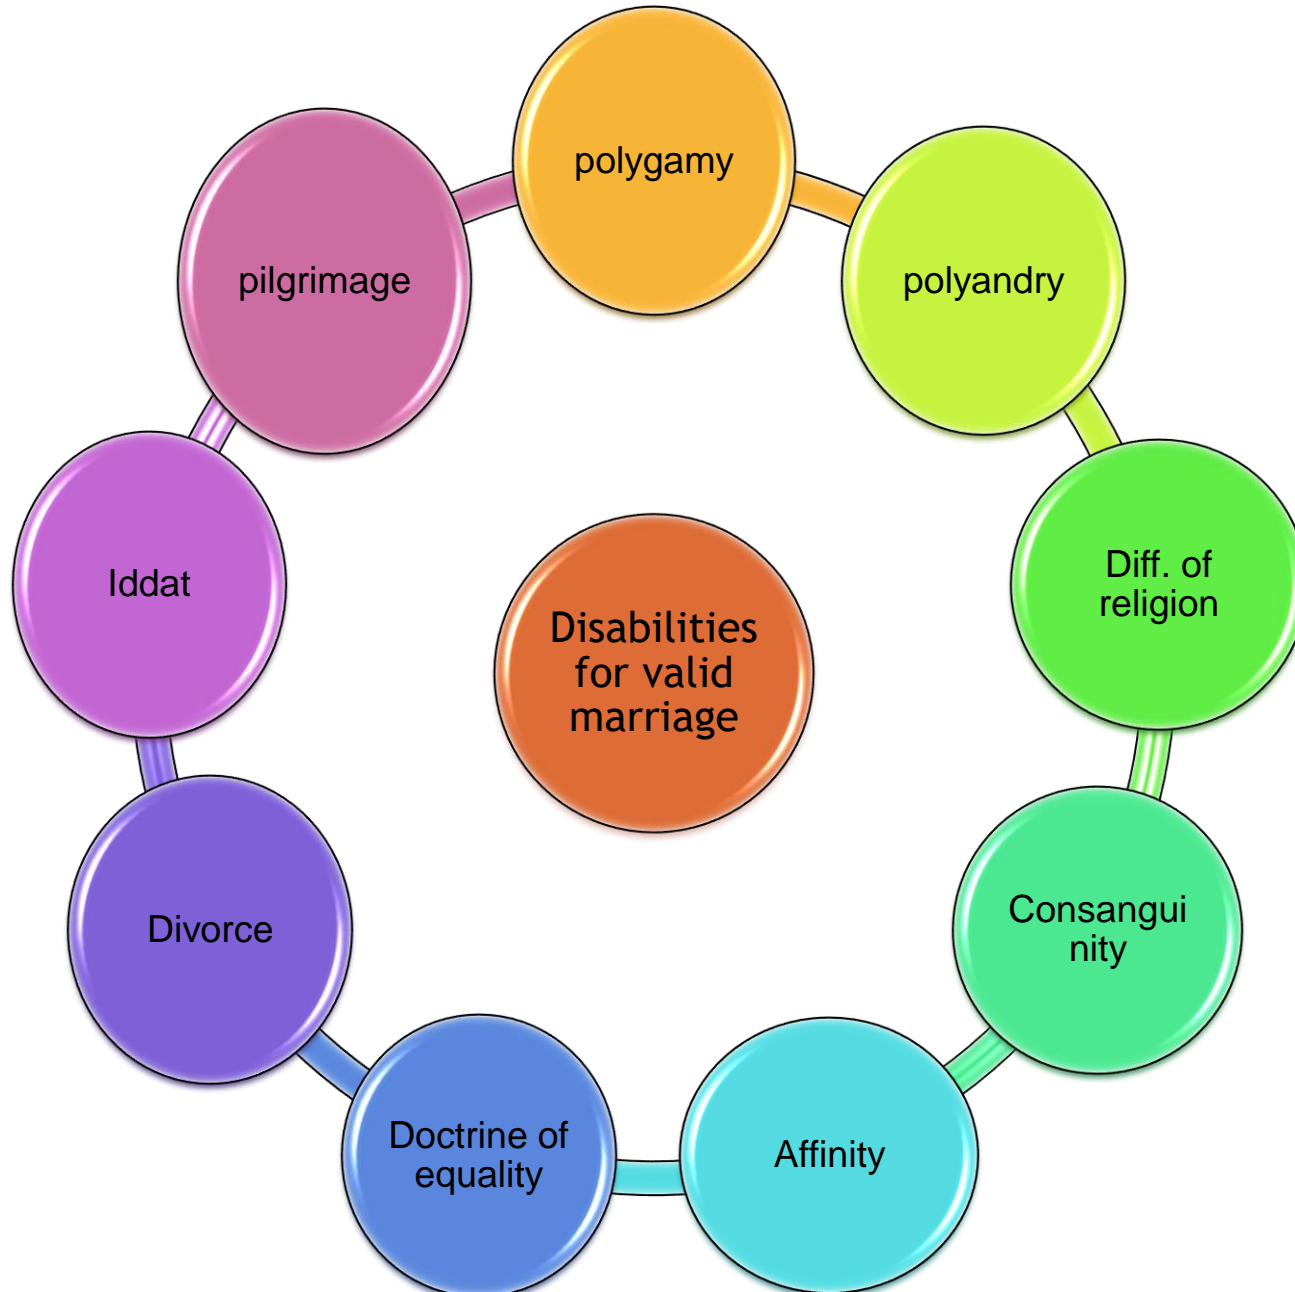 polygamy
polyandry
Diff. of
religion
Consangui
nity
Affinity
Doctrine of
equality
Divorce
Iddat
pilgrimage
Disabilities
for valid
marriage